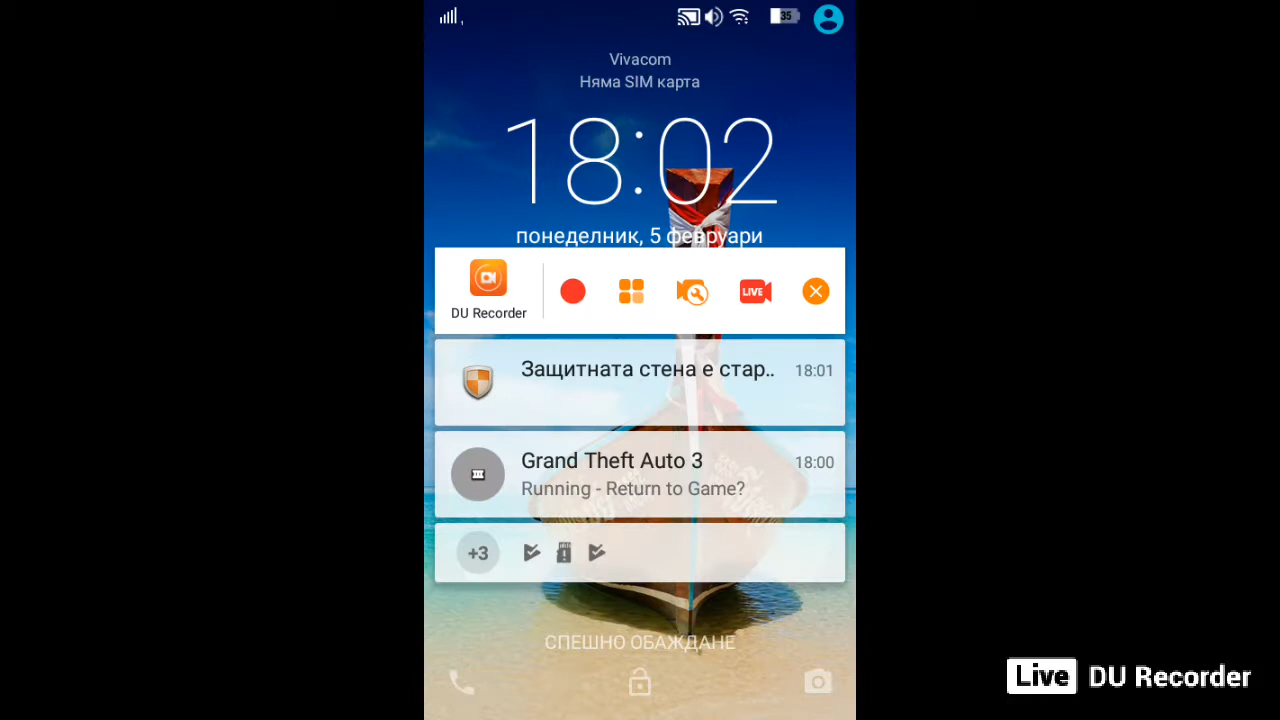 35
Vivacom
Няма SIM карта
18:02
понеделник, 5 февруари
DU Recorder
LIVE
Защитната стена е стар..
18:01
Grand Theft Auto 3
18:00
Running - Return to Game?
+3
СПЕШНО ОБАЖДАНЕ
Live DU Recorder